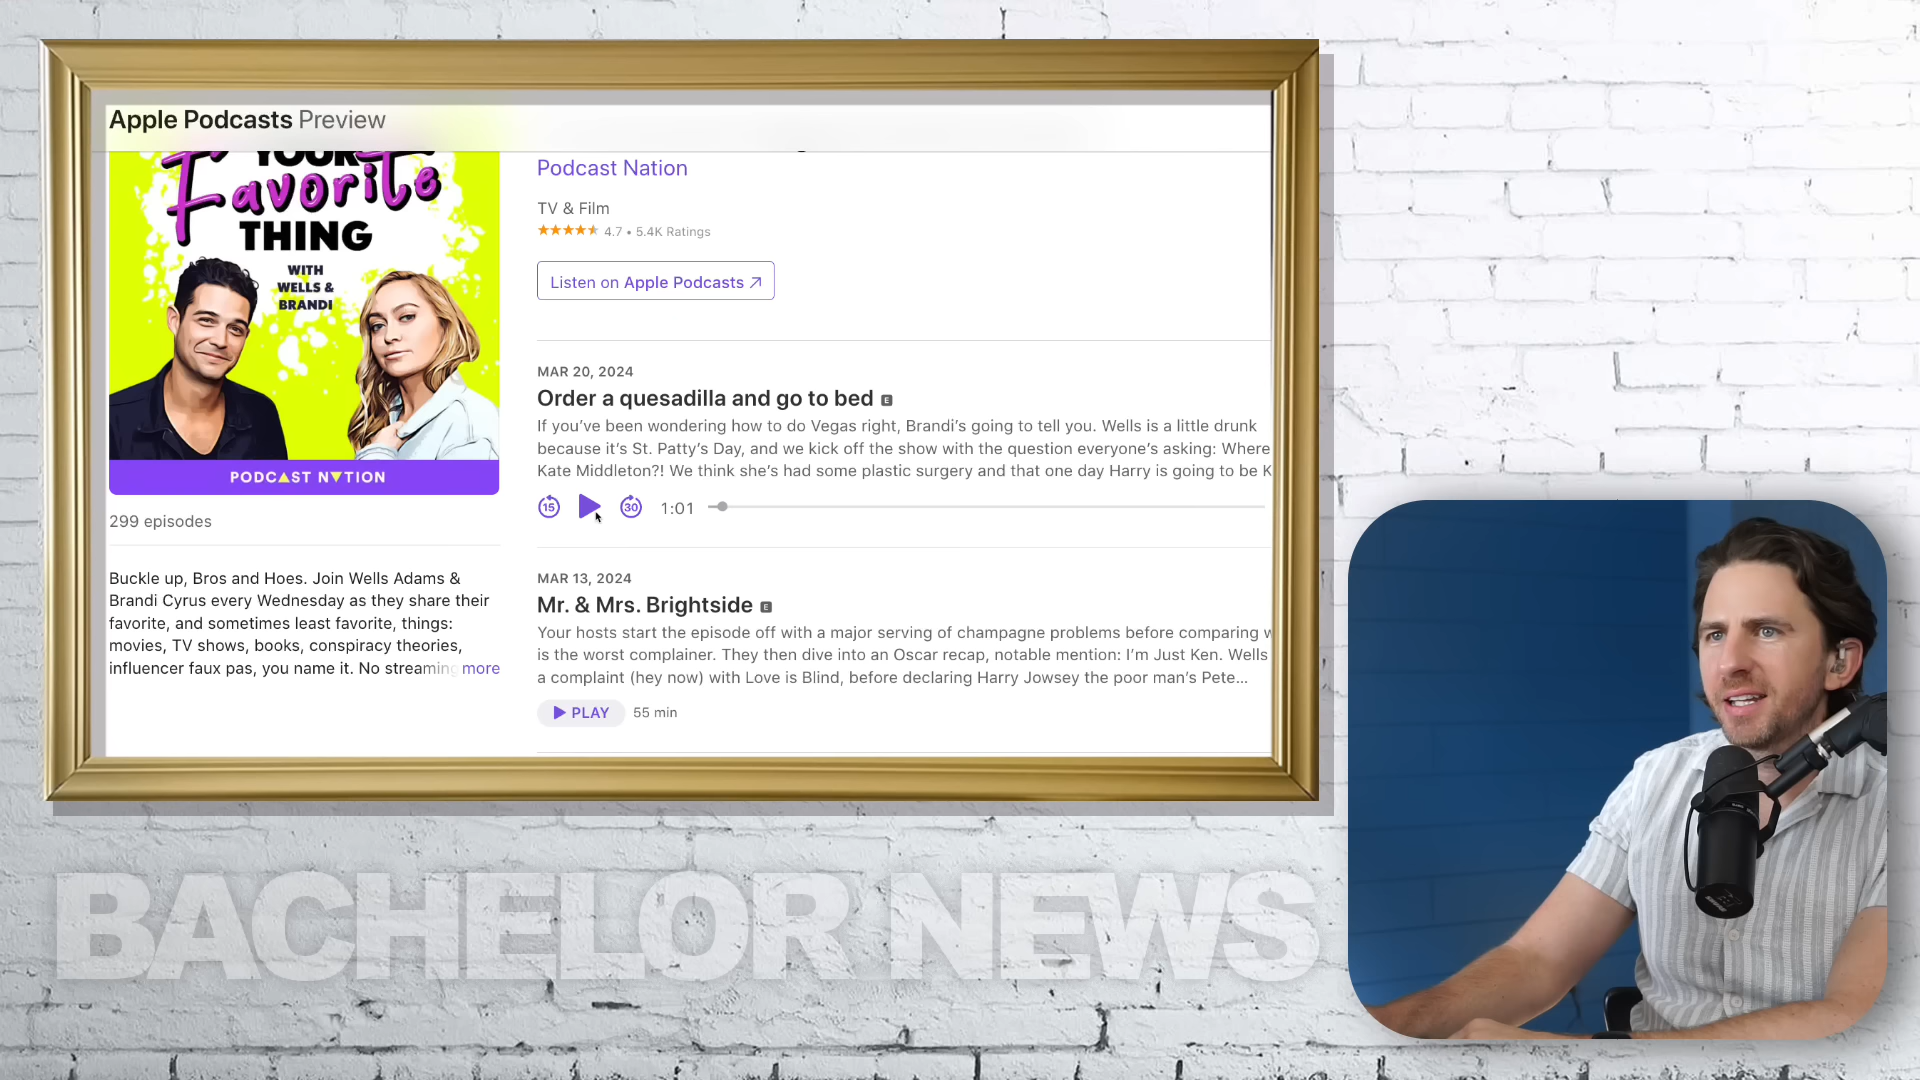 Apple Podcasts Preview
YOUR
Favorite
THING
WITH
WELLS &
BRANDI
PODCAST NATION
299 episodes
Buckle up, Bros and Hoes. Join Wells Adams &
Brandi Cyrus every Wednesday as they share their
favorite, and sometimes least favorite, things:
movies, TV shows, books, conspiracy theories,
influencer faux pas, you name it. No streaming more
Podcast Nation
TV & Film
4.7 • 5.4K Ratings
Listen on Apple Podcasts
MAR 20, 2024
Order a quesadilla and go to bed E
If you've been wondering how to do Vegas right, Brandi's going to tell you. Wells is a little drunk
because it's St. Patty's Day, and we kick off the show with the question everyone's asking: Where
Kate Middleton?! We think she's had some plastic surgery and that one day Harry is going to be K
15 30 1:01
MAR 13, 2024
Mr. & Mrs. Brightside E
Your hosts start the episode off with a major serving of champagne problems before comparing w
is the worst complainer. They then dive into an Oscar recap, notable mention: I'm Just Ken. Wells
a complaint (hey now) with Love is Blind, before declaring Harry Jowsey the poor man's Pete...
PLAY 55 min
BACHELOR NEWS